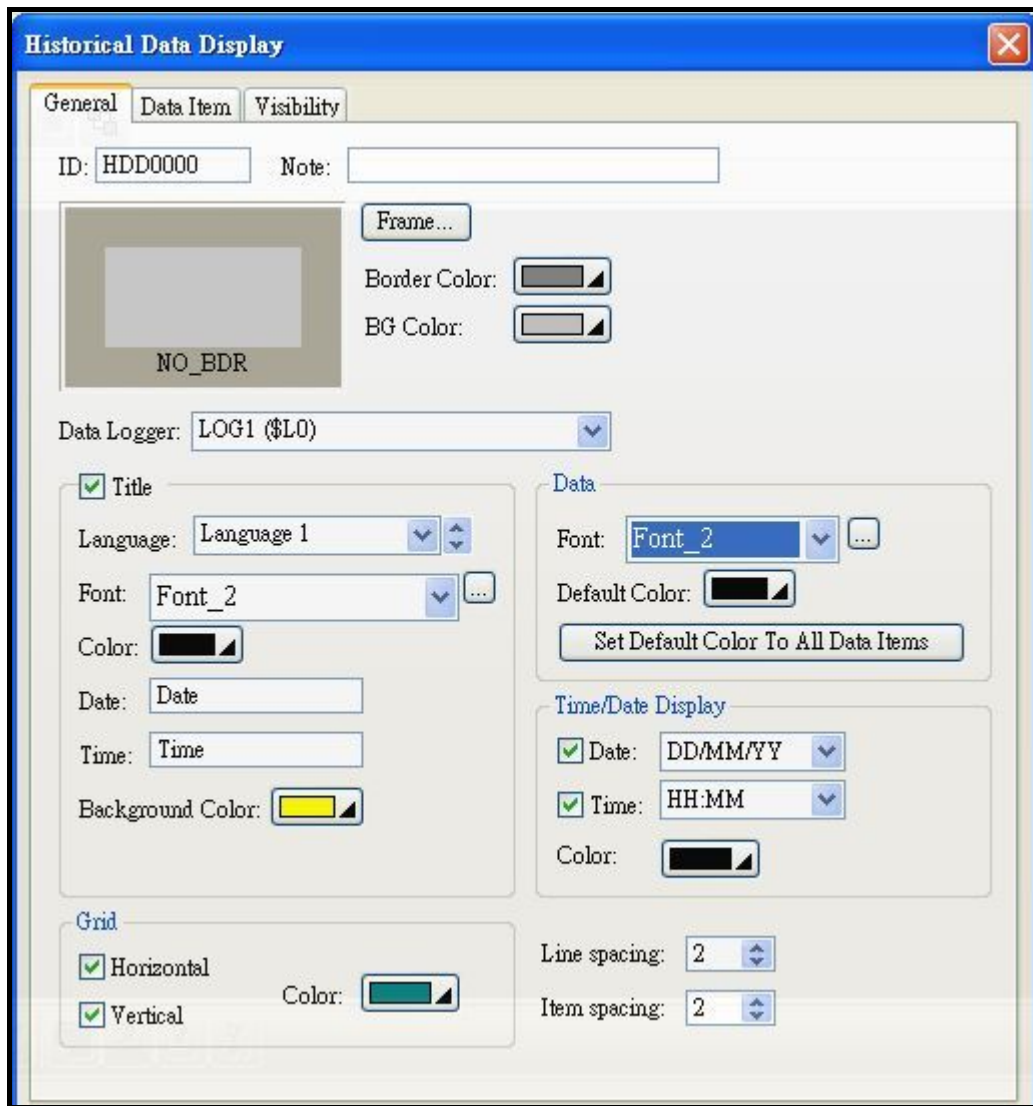 Historical Data Display
General Data Item Visibility
ID: HDD0000 Note:
Frame...
Border Color:
BG Color:
NO_BDR
Data Logger: LOG1 ($L0)
Title
Language: Language 1
Font: Font_2 ...
Color:
Date: Date
Time: Time
Background Color:
Data
Font: Font_2 ...
Default Color:
Set Default Color To All Data Items
Time/Date Display
Date: DD/MM/YY
Time: HH:MM
Color:
Grid
Horizontal
Vertical
Color:
Line spacing: 2
Item spacing: 2